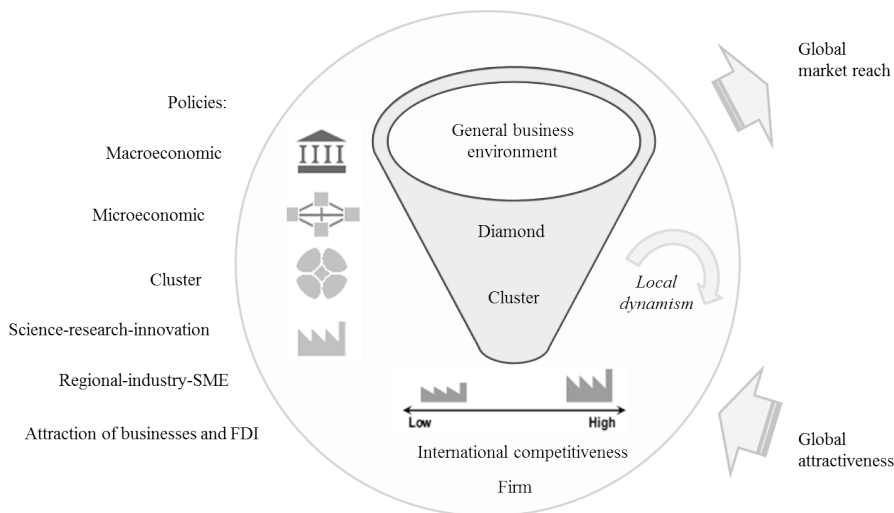 Policies:
Macroeconomic
Microeconomic
Cluster
Science-research-innovation
Regional-industry-SME
Attraction of businesses and FDI
General business
environment
Diamond
Cluster
Local
dynamism
Low
High
International competitiveness
Firm
Global
market reach
Global
attractiveness